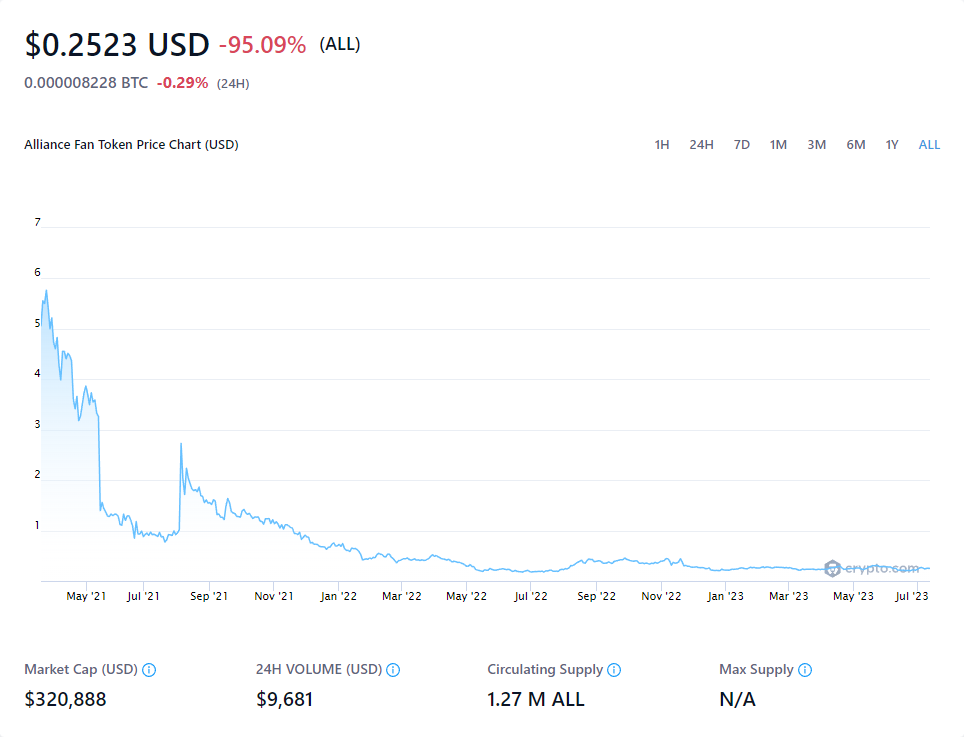 $0.2523 USD -95.09% (ALL)
0.000008228 BTC -0.29% (24H)
Alliance Fan Token Price Chart (USD) 1H 24H 7D 1M 3M 6M 1Y ALL
7
6
5
4
3
2
1
crypto.com
May '21 Jul '21 Sep '21 Nov '21 Jan '22 Mar '22 May '22 Jul '22 Sep '22 Nov '22 Jan '23 Mar '23 May '23 Jul '23
Market Cap (USD) 24H VOLUME (USD) Circulating Supply Max Supply
$320,888 $9,681 1.27 M ALL N/A